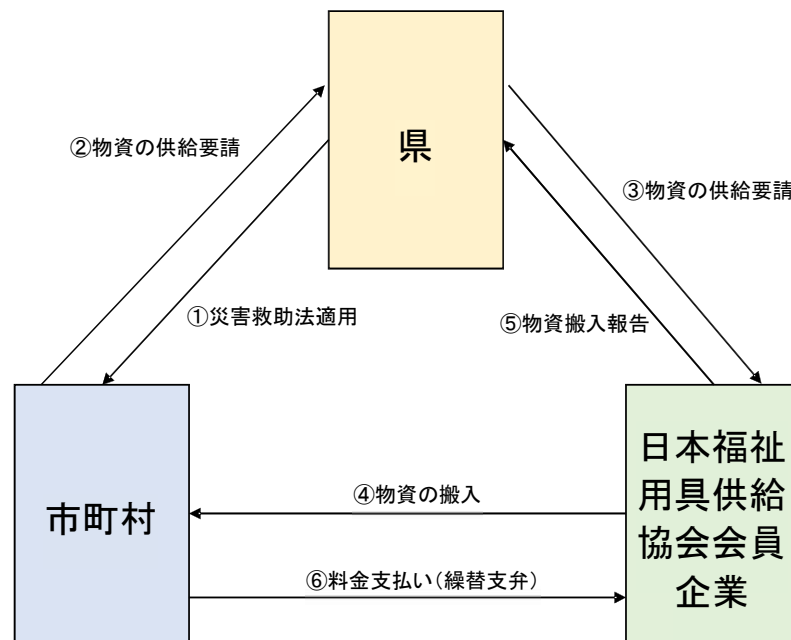 県
②物資の供給要請
③物資の供給要請
①災害救助法適用
⑤物資搬入報告
市町村
④物資の搬入
⑥料金支払い（繰替支弁）
日本福祉
用具供給
協会会員
企業